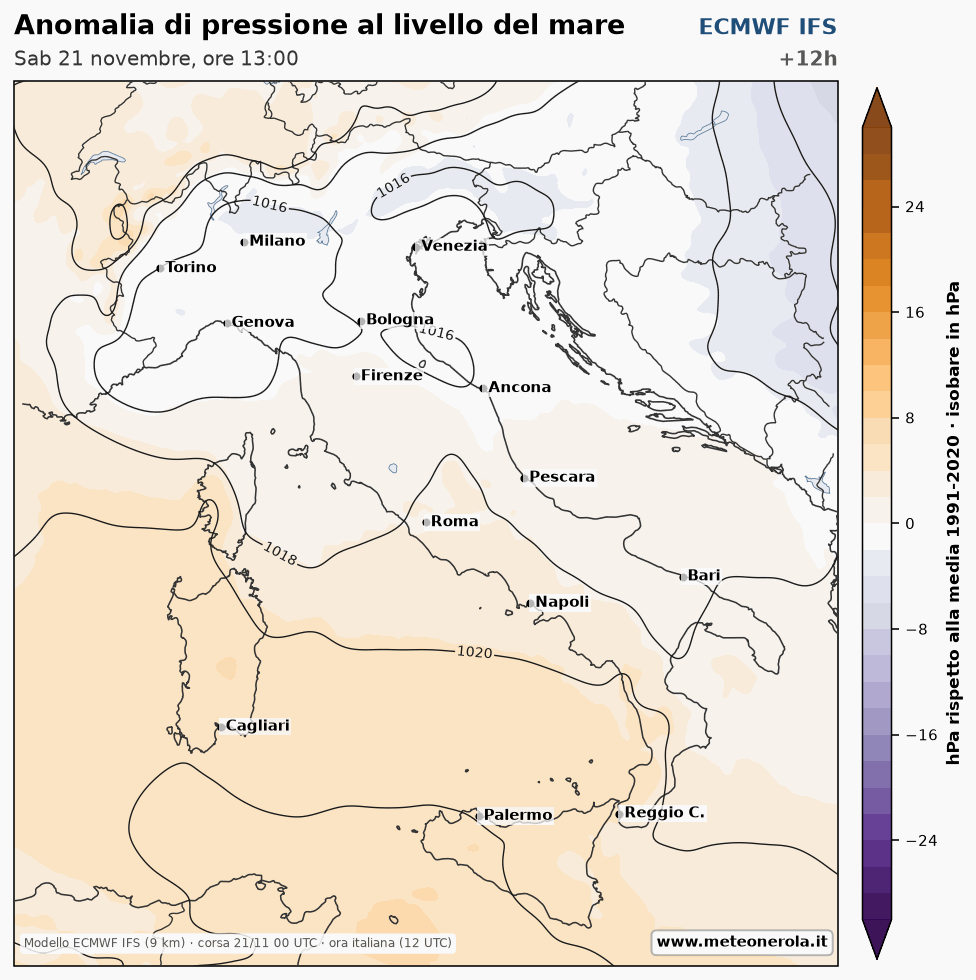 Anomalia di pressione al livello del mare
ECMWF IFS
Sab 21 novembre, ore 13:00
+12h
1016
1016
Milano
Venezia
Torino
Genova
Bologna
1016
Firenze
Ancona
Pescara
Roma
1018
Bari
Napoli
1020
Cagliari
Palermo
Reggio C.
Modello ECMWF IFS (9 km) · corsa 21/11 00 UTC · ora italiana (12 UTC)
www.meteonerola.it
24
16
8
0
−8
−16
−24
hPa rispetto alla media 1991-2020 · isobare in hPa